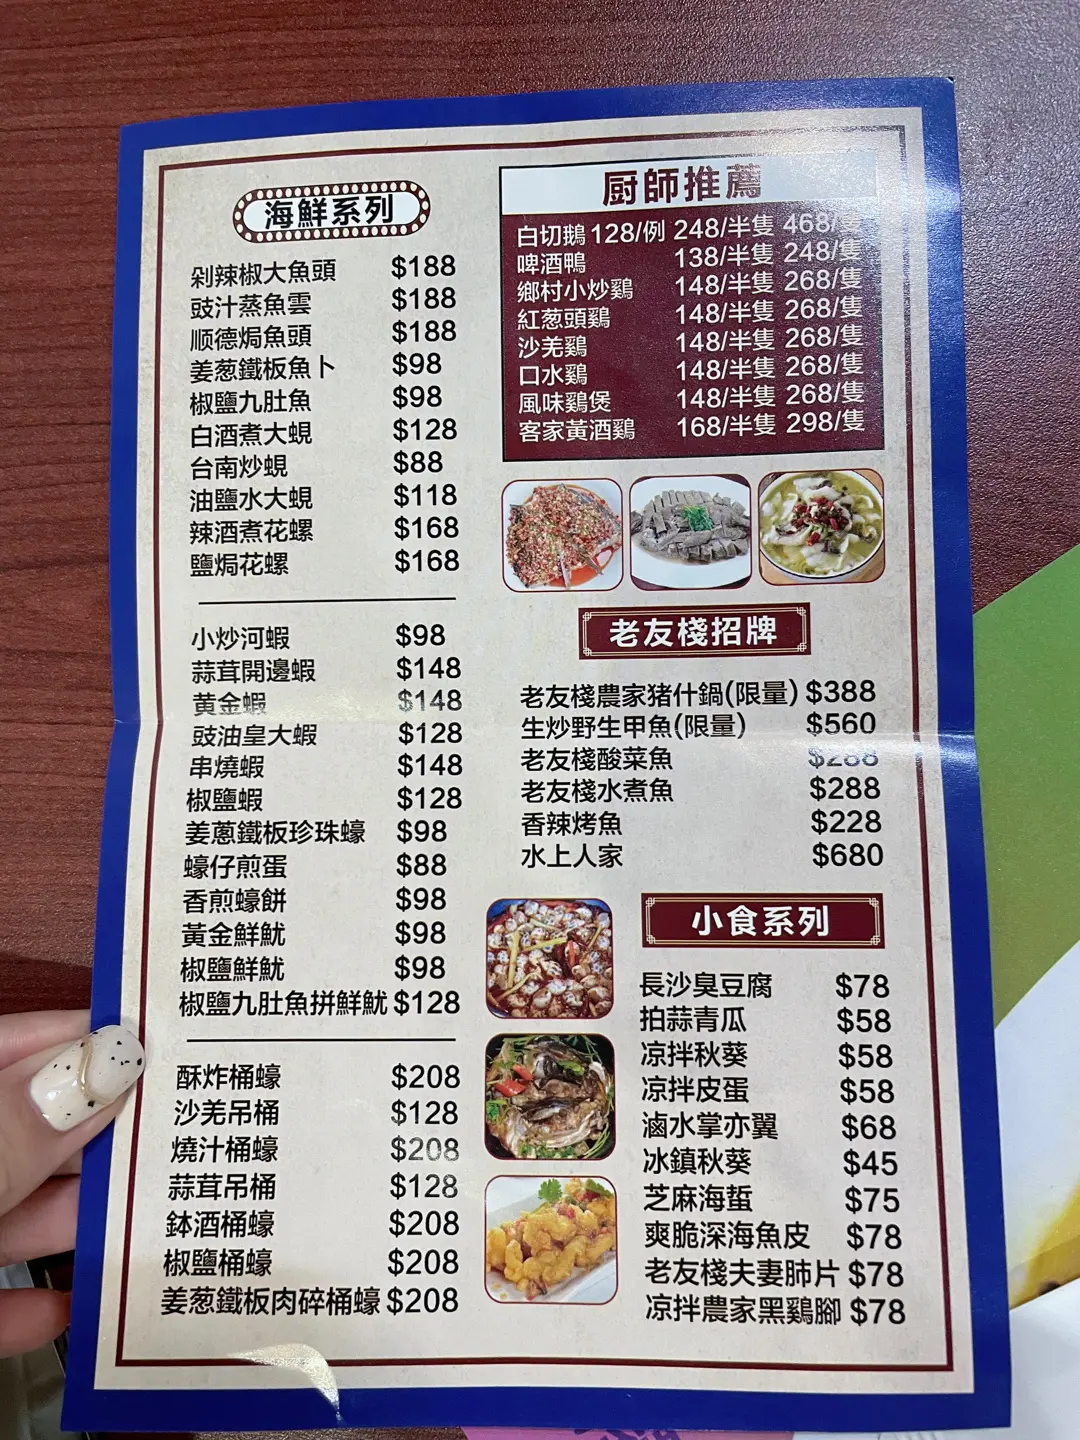 海鮮系列
剁辣椒大魚頭 $188
豉汁蒸魚雲 $188
顺德焗魚頭 $188
姜葱鐵板魚卜 $98
椒鹽九肚魚 $98
白酒煮大蜆 $128
台南炒蜆 $88
油鹽水大蜆 $118
辣酒煮花螺 $168
鹽焗花螺 $168
小炒河蝦 $98
蒜茸開邊蝦 $148
黄金蝦 $148
豉油皇大蝦 $128
串燒蝦 $148
椒鹽蝦 $128
姜蔥鐵板珍珠蠔 $98
蠔仔煎蛋 $88
香煎蠔餅 $98
黃金鮮魷 $98
椒鹽鮮魷 $98
椒鹽九肚魚拼鮮魷 $128
酥炸桶蠔 $208
沙羌吊桶 $128
燒汁桶蠔 $208
蒜茸吊桶 $128
鉢酒桶蠔 $208
椒鹽桶蠔 $208
姜葱鐵板肉碎桶蠔 $208
厨師推薦
白切鵝 128/例 248/半隻 468/隻
啤酒鴨 138/半隻 248/隻
鄉村小炒鷄 148/半隻 268/隻
紅葱頭鷄 148/半隻 268/隻
沙羌鷄 148/半隻 268/隻
口水鷄 148/半隻 268/隻
風味鷄煲 148/半隻 268/隻
客家黃酒鷄 168/半隻 298/隻
老友棧招牌
老友棧農家猪什鍋(限量) $388
生炒野生甲魚(限量) $560
老友棧酸菜魚 $288
老友棧水煮魚 $288
香辣烤魚 $228
水上人家 $680
小食系列
長沙臭豆腐 $78
拍蒜青瓜 $58
凉拌秋葵 $58
凉拌皮蛋 $58
滷水掌亦翼 $68
冰鎮秋葵 $45
芝麻海蜇 $75
爽脆深海魚皮 $78
老友棧夫妻肺片 $78
凉拌農家黑鷄腳 $78